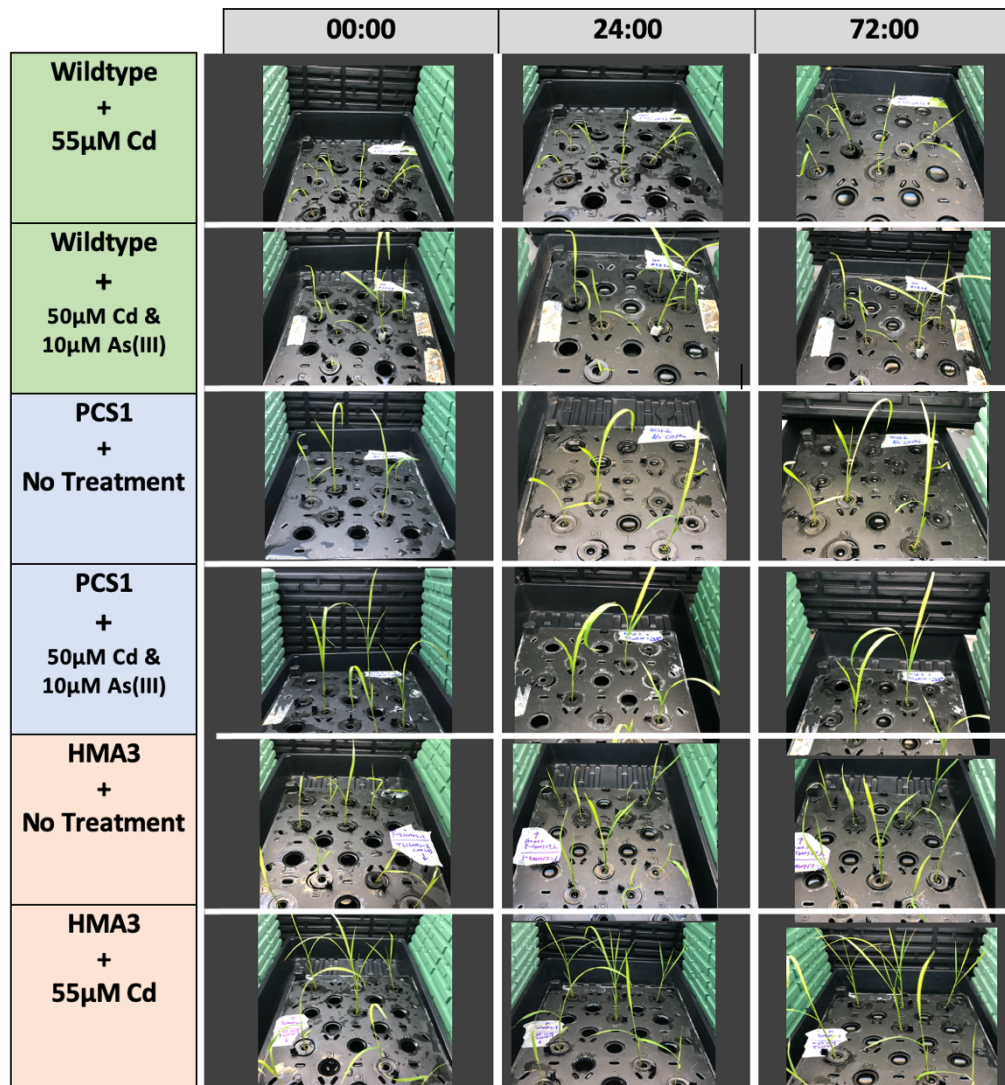 00:00
24:00
72:00
Wildtype
+
55µM Cd
Wildtype
+
50µM Cd &
10µM As(III)
PCS1
+
No Treatment
PCS1
+
50µM Cd &
10µM As(III)
HMA3
+
No Treatment
HMA3
+
55µM Cd